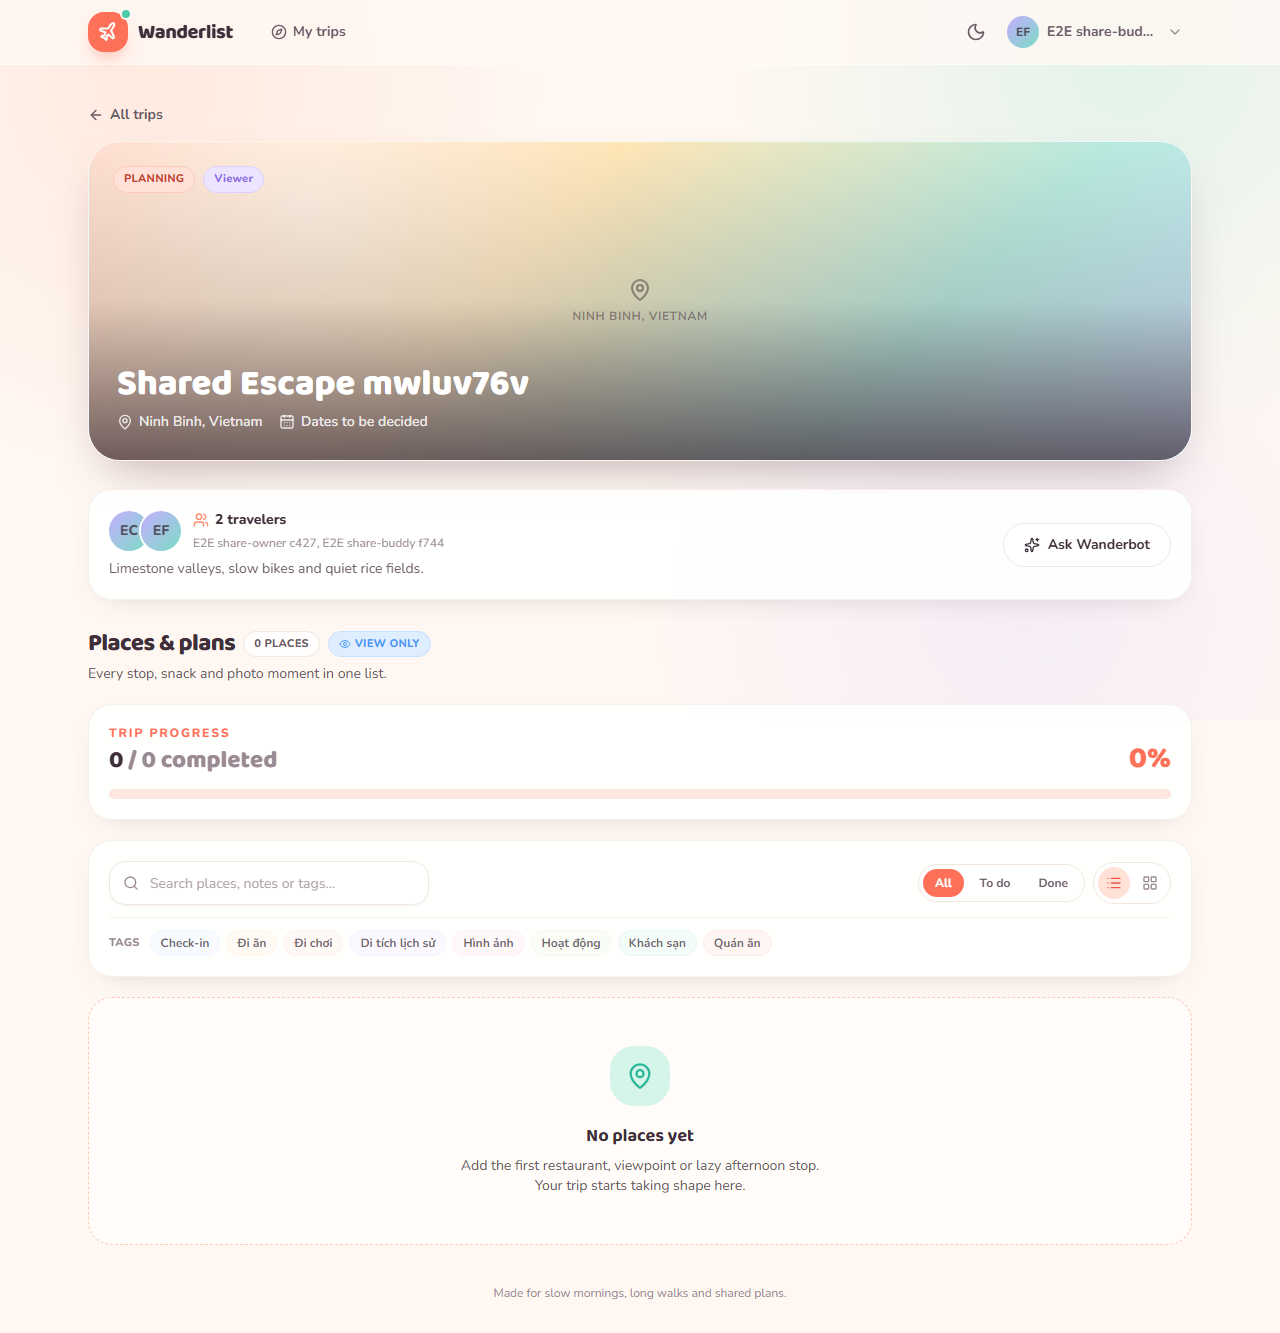 Wanderlist
My trips
EF
E2E share-bud...
All trips
PLANNING
Viewer
NINH BINH, VIETNAM
Shared Escape mwluv76v
Ninh Binh, Vietnam
Dates to be decided
EC
EF
2 travelers
E2E share-owner c427, E2E share-buddy f744
Limestone valleys, slow bikes and quiet rice fields.
Ask Wanderbot
Places & plans
0 PLACES
VIEW ONLY
Every stop, snack and photo moment in one list.
TRIP PROGRESS
0 / 0 completed
0%
Search places, notes or tags...
All
To do
Done
TAGS
Check-in
Đi ăn
Đi chơi
Di tích lịch sử
Hình ảnh
Hoạt động
Khách sạn
Quán ăn
No places yet
Add the first restaurant, viewpoint or lazy afternoon stop.
Your trip starts taking shape here.
Made for slow mornings, long walks and shared plans.